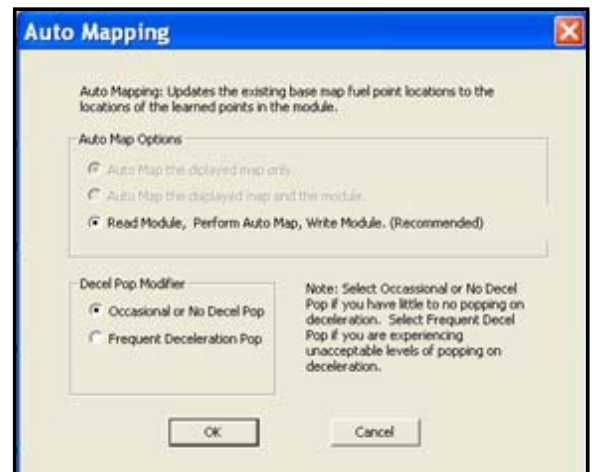 Auto Mapping
Auto Mapping: Updates the existing base map fuel point locations to the
locations of the learned points in the module.
Auto Map Options
Auto Map the diplayed map only.
Auto Map the displayed map and the module.
Read Module, Perform Auto Map, Write Module. (Recommended)
Decel Pop Modifier
Occasional or No Decel Pop
Frequent Deceleration Pop
Note: Select Occassional or No Decel
Pop if you have little to no popping on
deceleration. Select Frequent Decel
Pop if you are experiencing
unacceptable levels of popping on
deceleration.
OK
Cancel